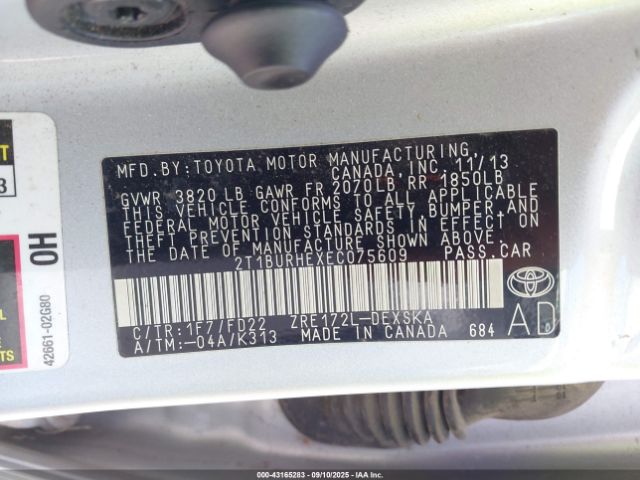 MFD.BY:TOYOTA MOTOR MANUFACTURING,
CANADA, INC. 11/13
GVWR 3820 LB GAWR FR 2070LB RR 1850LB
THIS VEHICLE CONFORMS TO ALL APPLICABLE
FEDERAL MOTOR VEHICLE SAFETY, BUMPER, AND
THEFT PREVENTION STANDARDS IN EFFECT ON
THE DATE OF MANUFACTURE SHOWN ABOVE.
2T1BURHEXEC075609 PASS.CAR
C/TR:1F7/FD22 ZRE172L-DEXSKA
A/TM:-04A/K313 MADE IN CANADA 684
AD
0H
42661-02G80
000-43165283 - 09/10/2025 - IAAI.CA